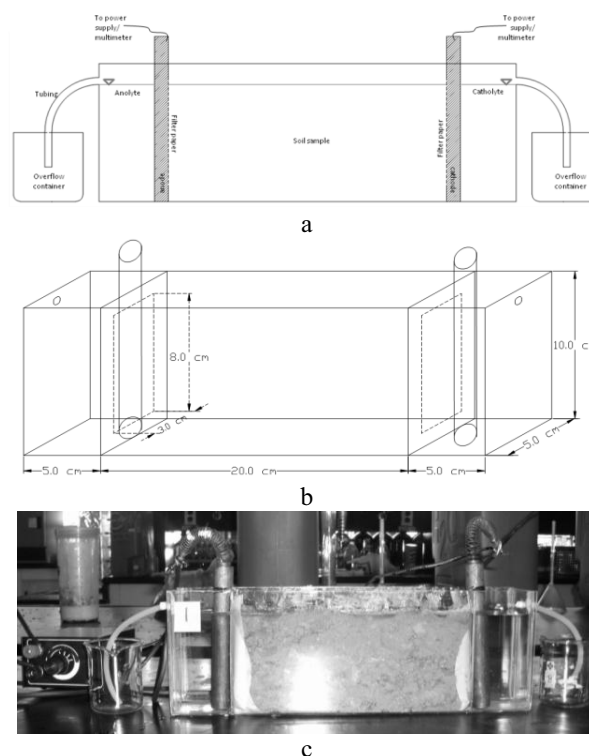 To power
supply/
multimeter
To power
supply/
multimeter
Tubing
Anolyte
Catholyte
Filter paper
Soil sample
Filter paper
anode
cathode
Overflow
container
Overflow
container
a
8.0 cm
3.0 cm
10.0 c
5.0 cm
5.0 cm
20.0 cm
5.0 cm
b
I
c